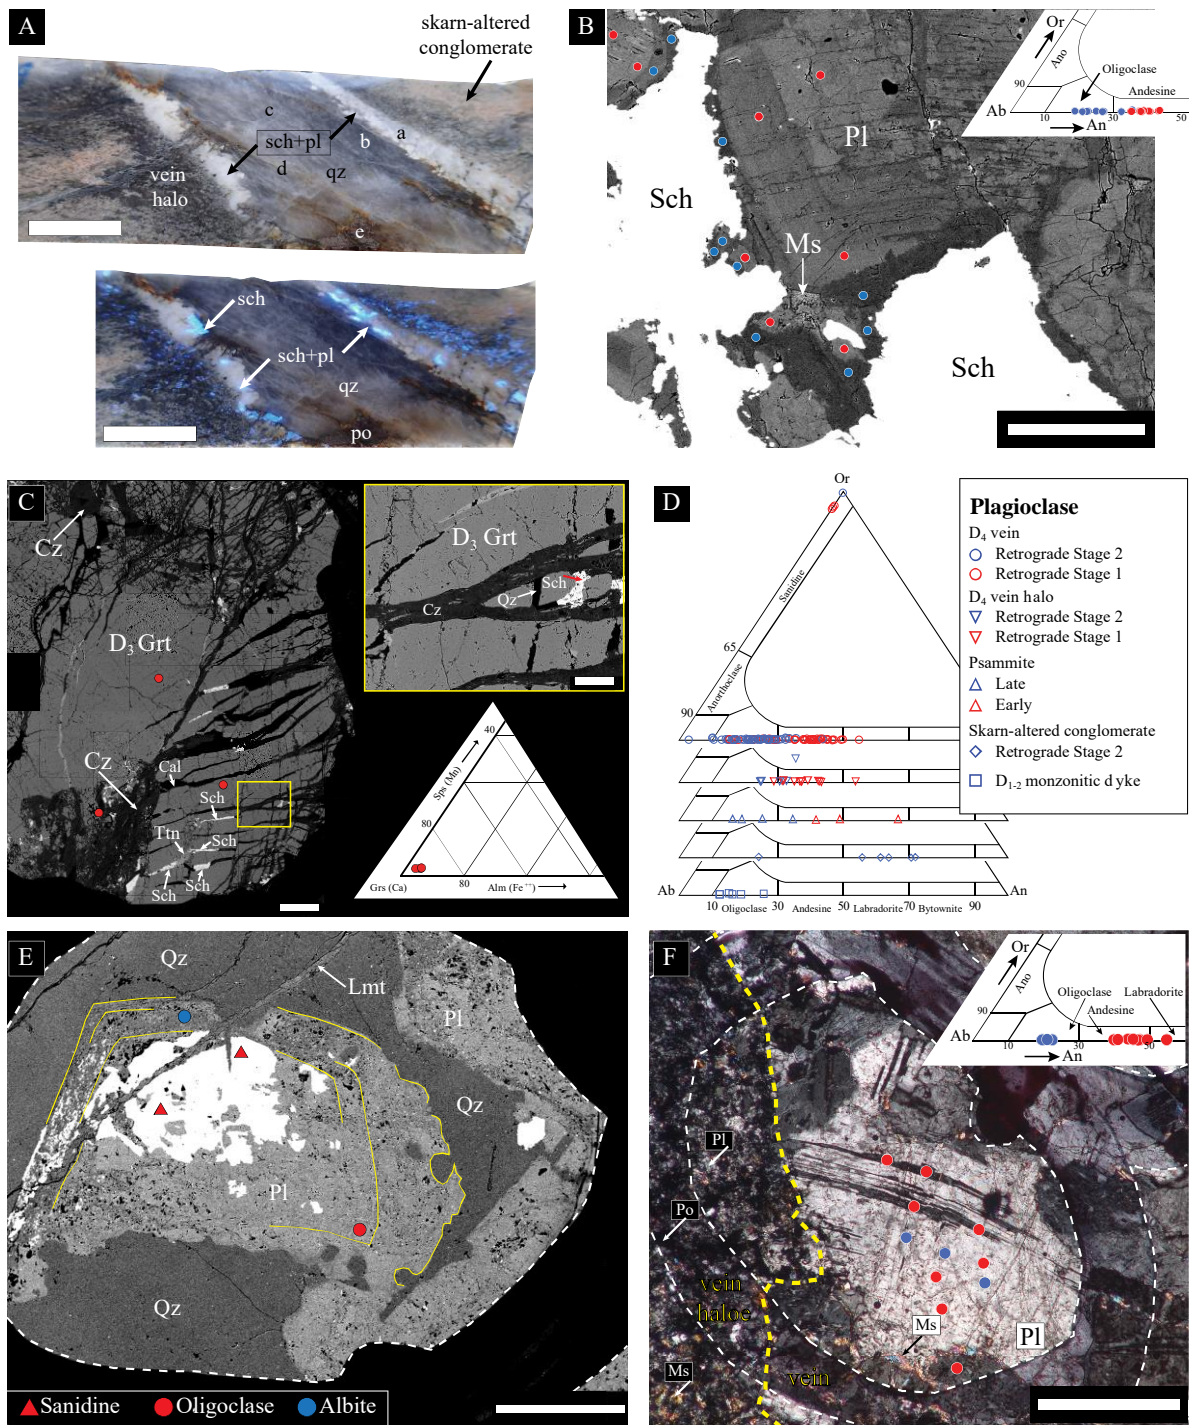 A
skarn-altered
conglomerate
c
a
sch+pl
b
d
qz
vein
halo
e
sch
sch+pl
qz
po
B
Pl
Sch
Ms
Sch
Or
Ano
90
Oligoclase
Andesine
Ab
10
30
50
An
C
Cz
D3 Grt
Cz
Cal
Sch
Ttn
Sch
Sch
Sch
D3 Grt
Sch
Qz
Cz
40
Sps (Mn)
80
Grs (Ca)
80
Alm (Fe++)
D
Or
Sanidine
65
Anorthoclase
90
Ab
An
10
Oligoclase
30
Andesine
50
Labradorite
70
Bytownite
90
Plagioclase
D4 vein
Retrograde Stage 2
Retrograde Stage 1
D4 vein halo
Retrograde Stage 2
Retrograde Stage 1
Psammite
Late
Early
Skarn-altered conglomerate
Retrograde Stage 2
D1-2 monzonitic dyke
E
Qz
Lmt
Pl
Qz
Pl
Qz
Sanidine
Oligoclase
Albite
F
Or
Ano
90
Oligoclase
Labradorite
Andesine
Ab
10
30
50
An
Pl
Po
vein
haloe
Ms
Pl
Ms
vein